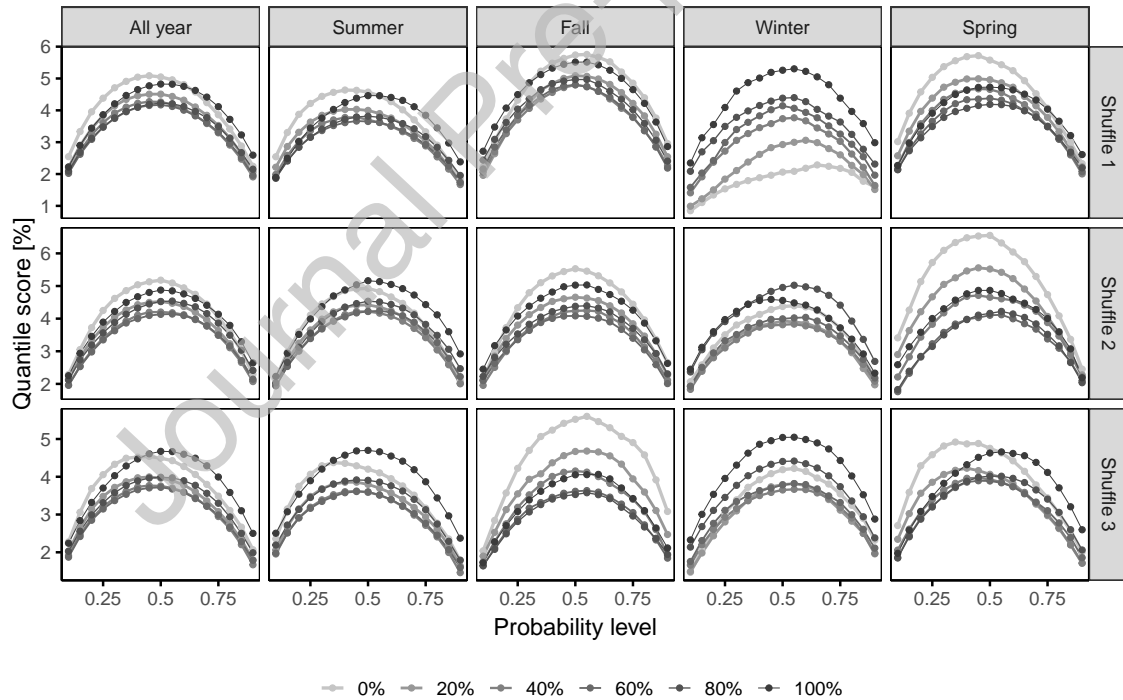 All year Summer Fall Winter Spring
Quantile score [%]
6
5
4
3
2
1
Shuffle 1
6
5
4
3
2
Shuffle 2
5
4
3
2
Shuffle 3
0.25 0.5 0.75 0.25 0.5 0.75 0.25 0.5 0.75 0.25 0.5 0.75 0.25 0.5 0.75
Probability level
0% 20% 40% 60% 80% 100%
Journal Pre